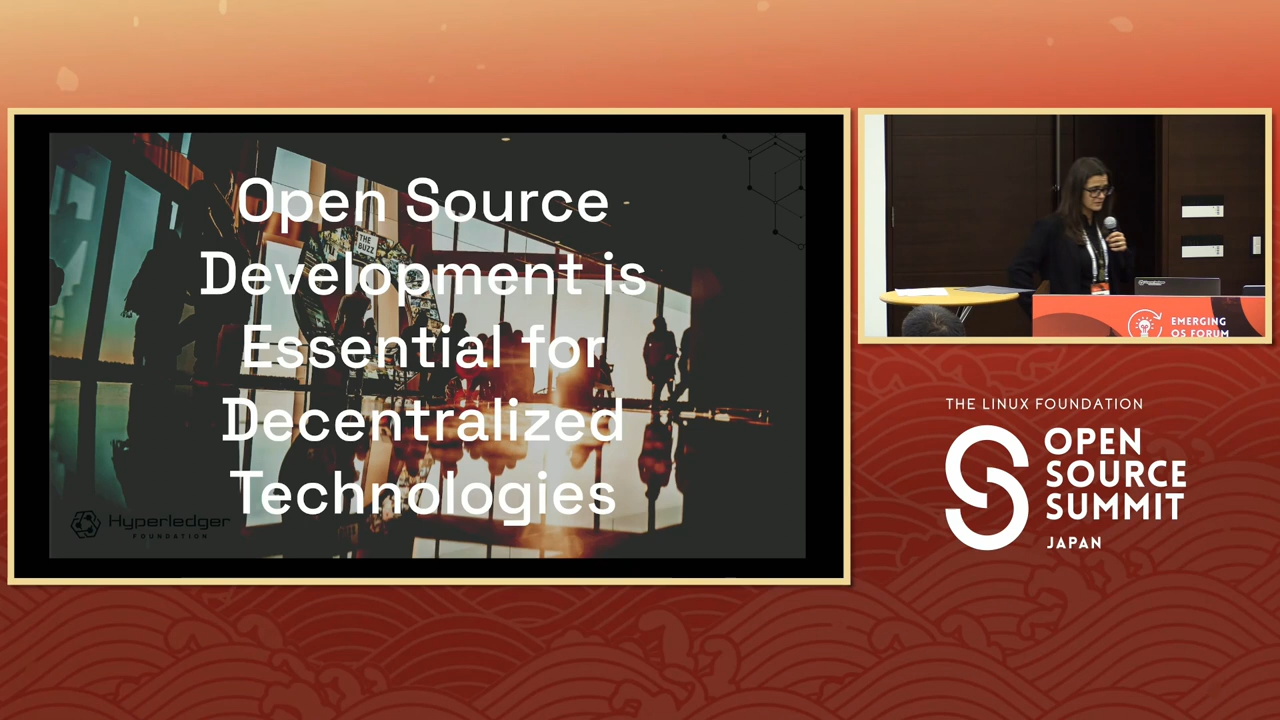 Open Source
Development is
Essential for
Decentralized
Technologies
THE
BUZZ
Hyperledger
FOUNDATION
EMERGING
OS FORUM
THE LINUX FOUNDATION
OPEN
SOURCE
SUMMIT
JAPAN